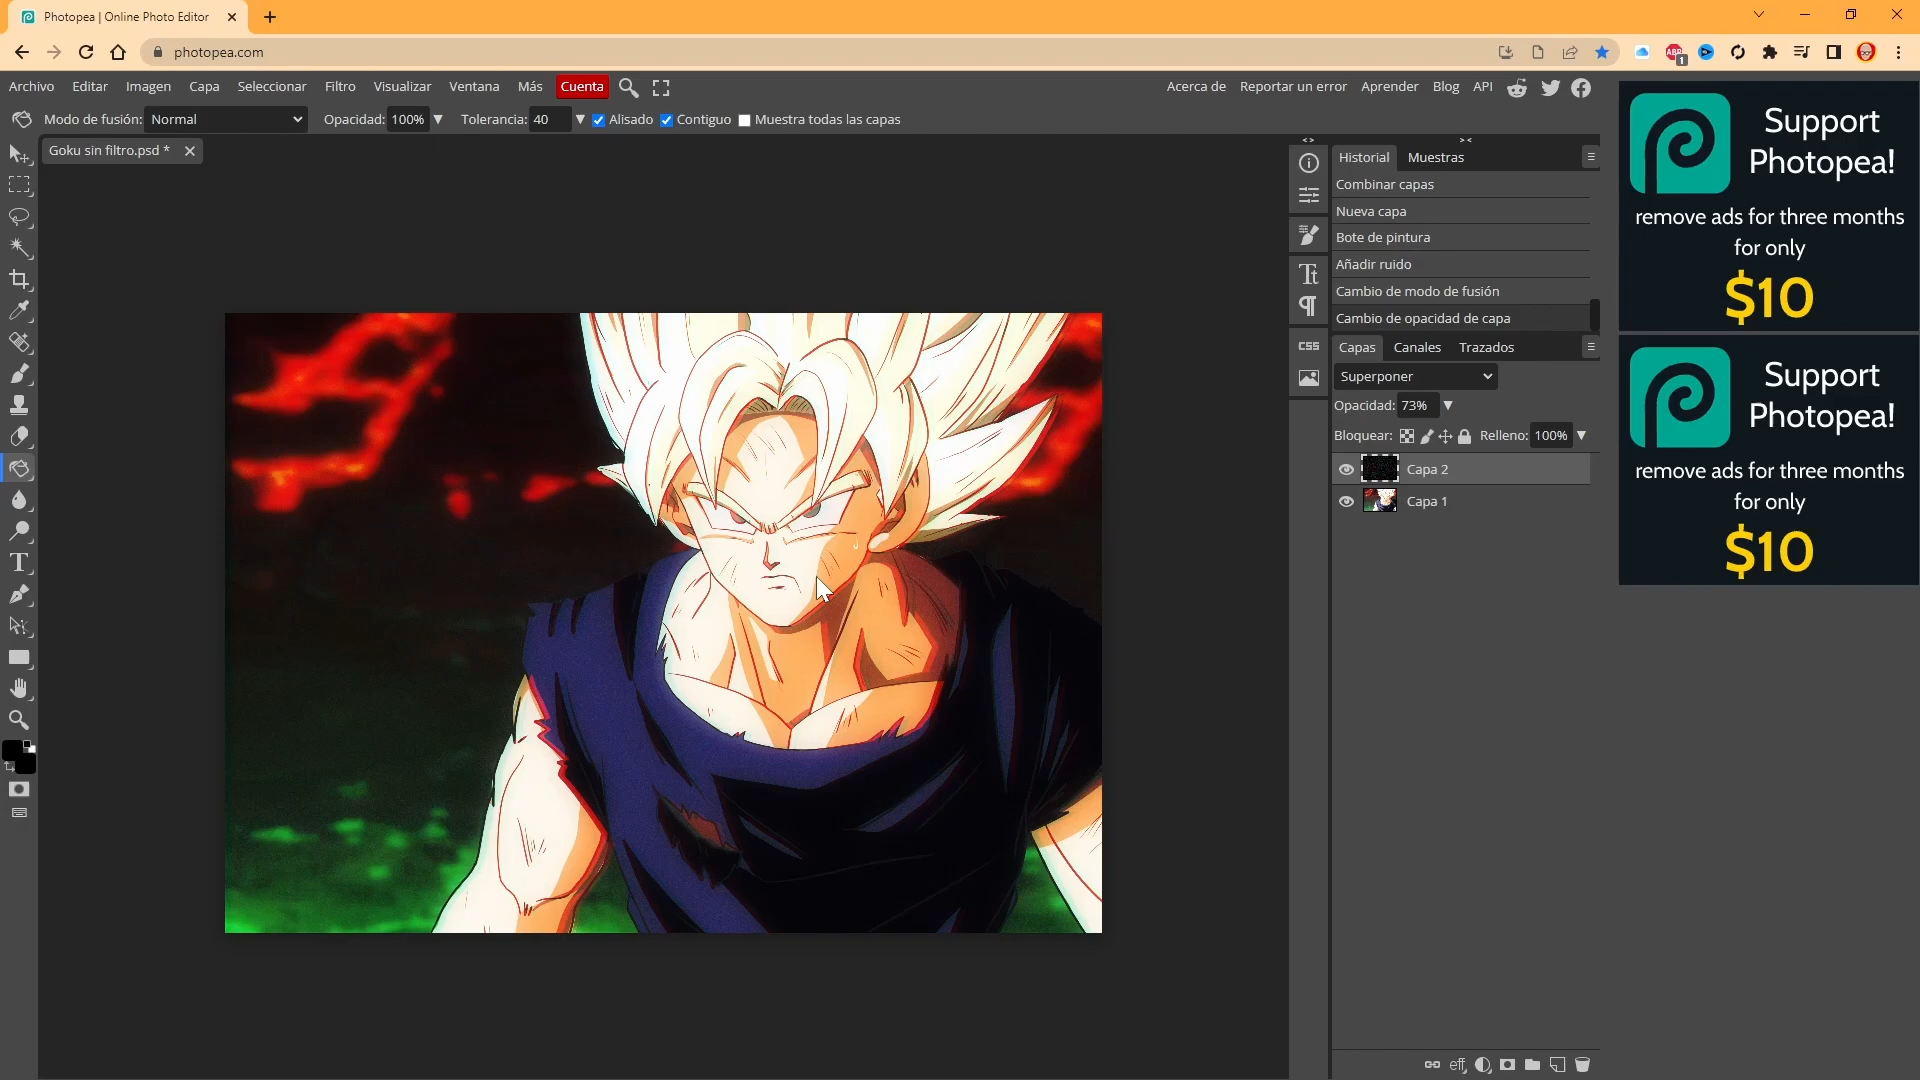 Photopea | Online Photo Editor
photopea.com
ABP
1
Archivo Editar Imagen Capa Seleccionar Filtro Visualizar Ventana Más Cuenta
Acerca de Reportar un error Aprender Blog API
Modo de fusión: Normal Opacidad: 100% Tolerancia: 40 Alisado Contiguo Muestra todas las capas
Goku sin filtro.psd *
Historial Muestras
Combinar capas
Nueva capa
Bote de pintura
Añadir ruido
Cambio de modo de fusión
Cambio de opacidad de capa
CSS
Capas Canales Trazados
Superponer
Opacidad: 73%
Bloquear: Relleno: 100%
Capa 2
Capa 1
eff
Support
Photopea!
remove ads for three months
for only
$10
Support
Photopea!
remove ads for three months
for only
$10